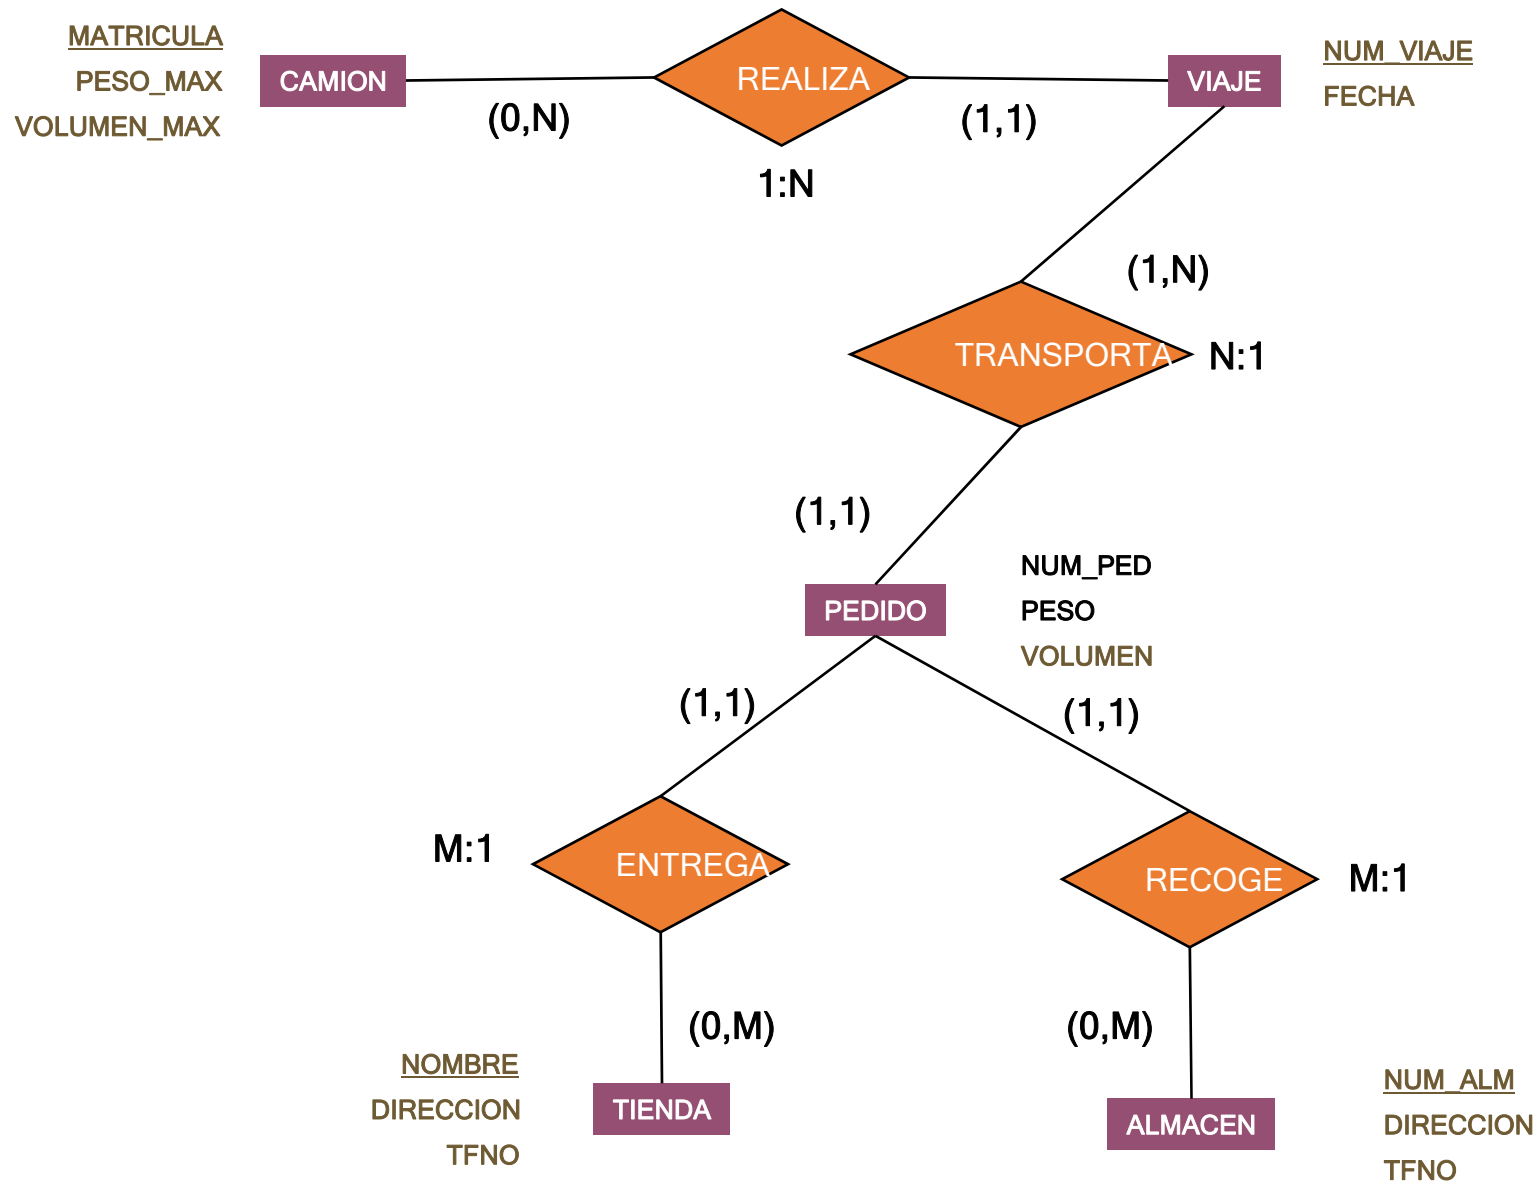 MATRICULA
PESO_MAX
VOLUMEN_MAX
CAMION
(0,N)
REALIZA
1:N
(1,1)
VIAJE
NUM_VIAJE
FECHA
(1,N)
TRANSPORTA
N:1
(1,1)
PEDIDO
NUM_PED
PESO
VOLUMEN
(1,1)
(1,1)
M:1
ENTREGA
RECOGE
M:1
(0,M)
(0,M)
NOMBRE
DIRECCION
TFNO
TIENDA
ALMACEN
NUM_ALM
DIRECCION
TFNO